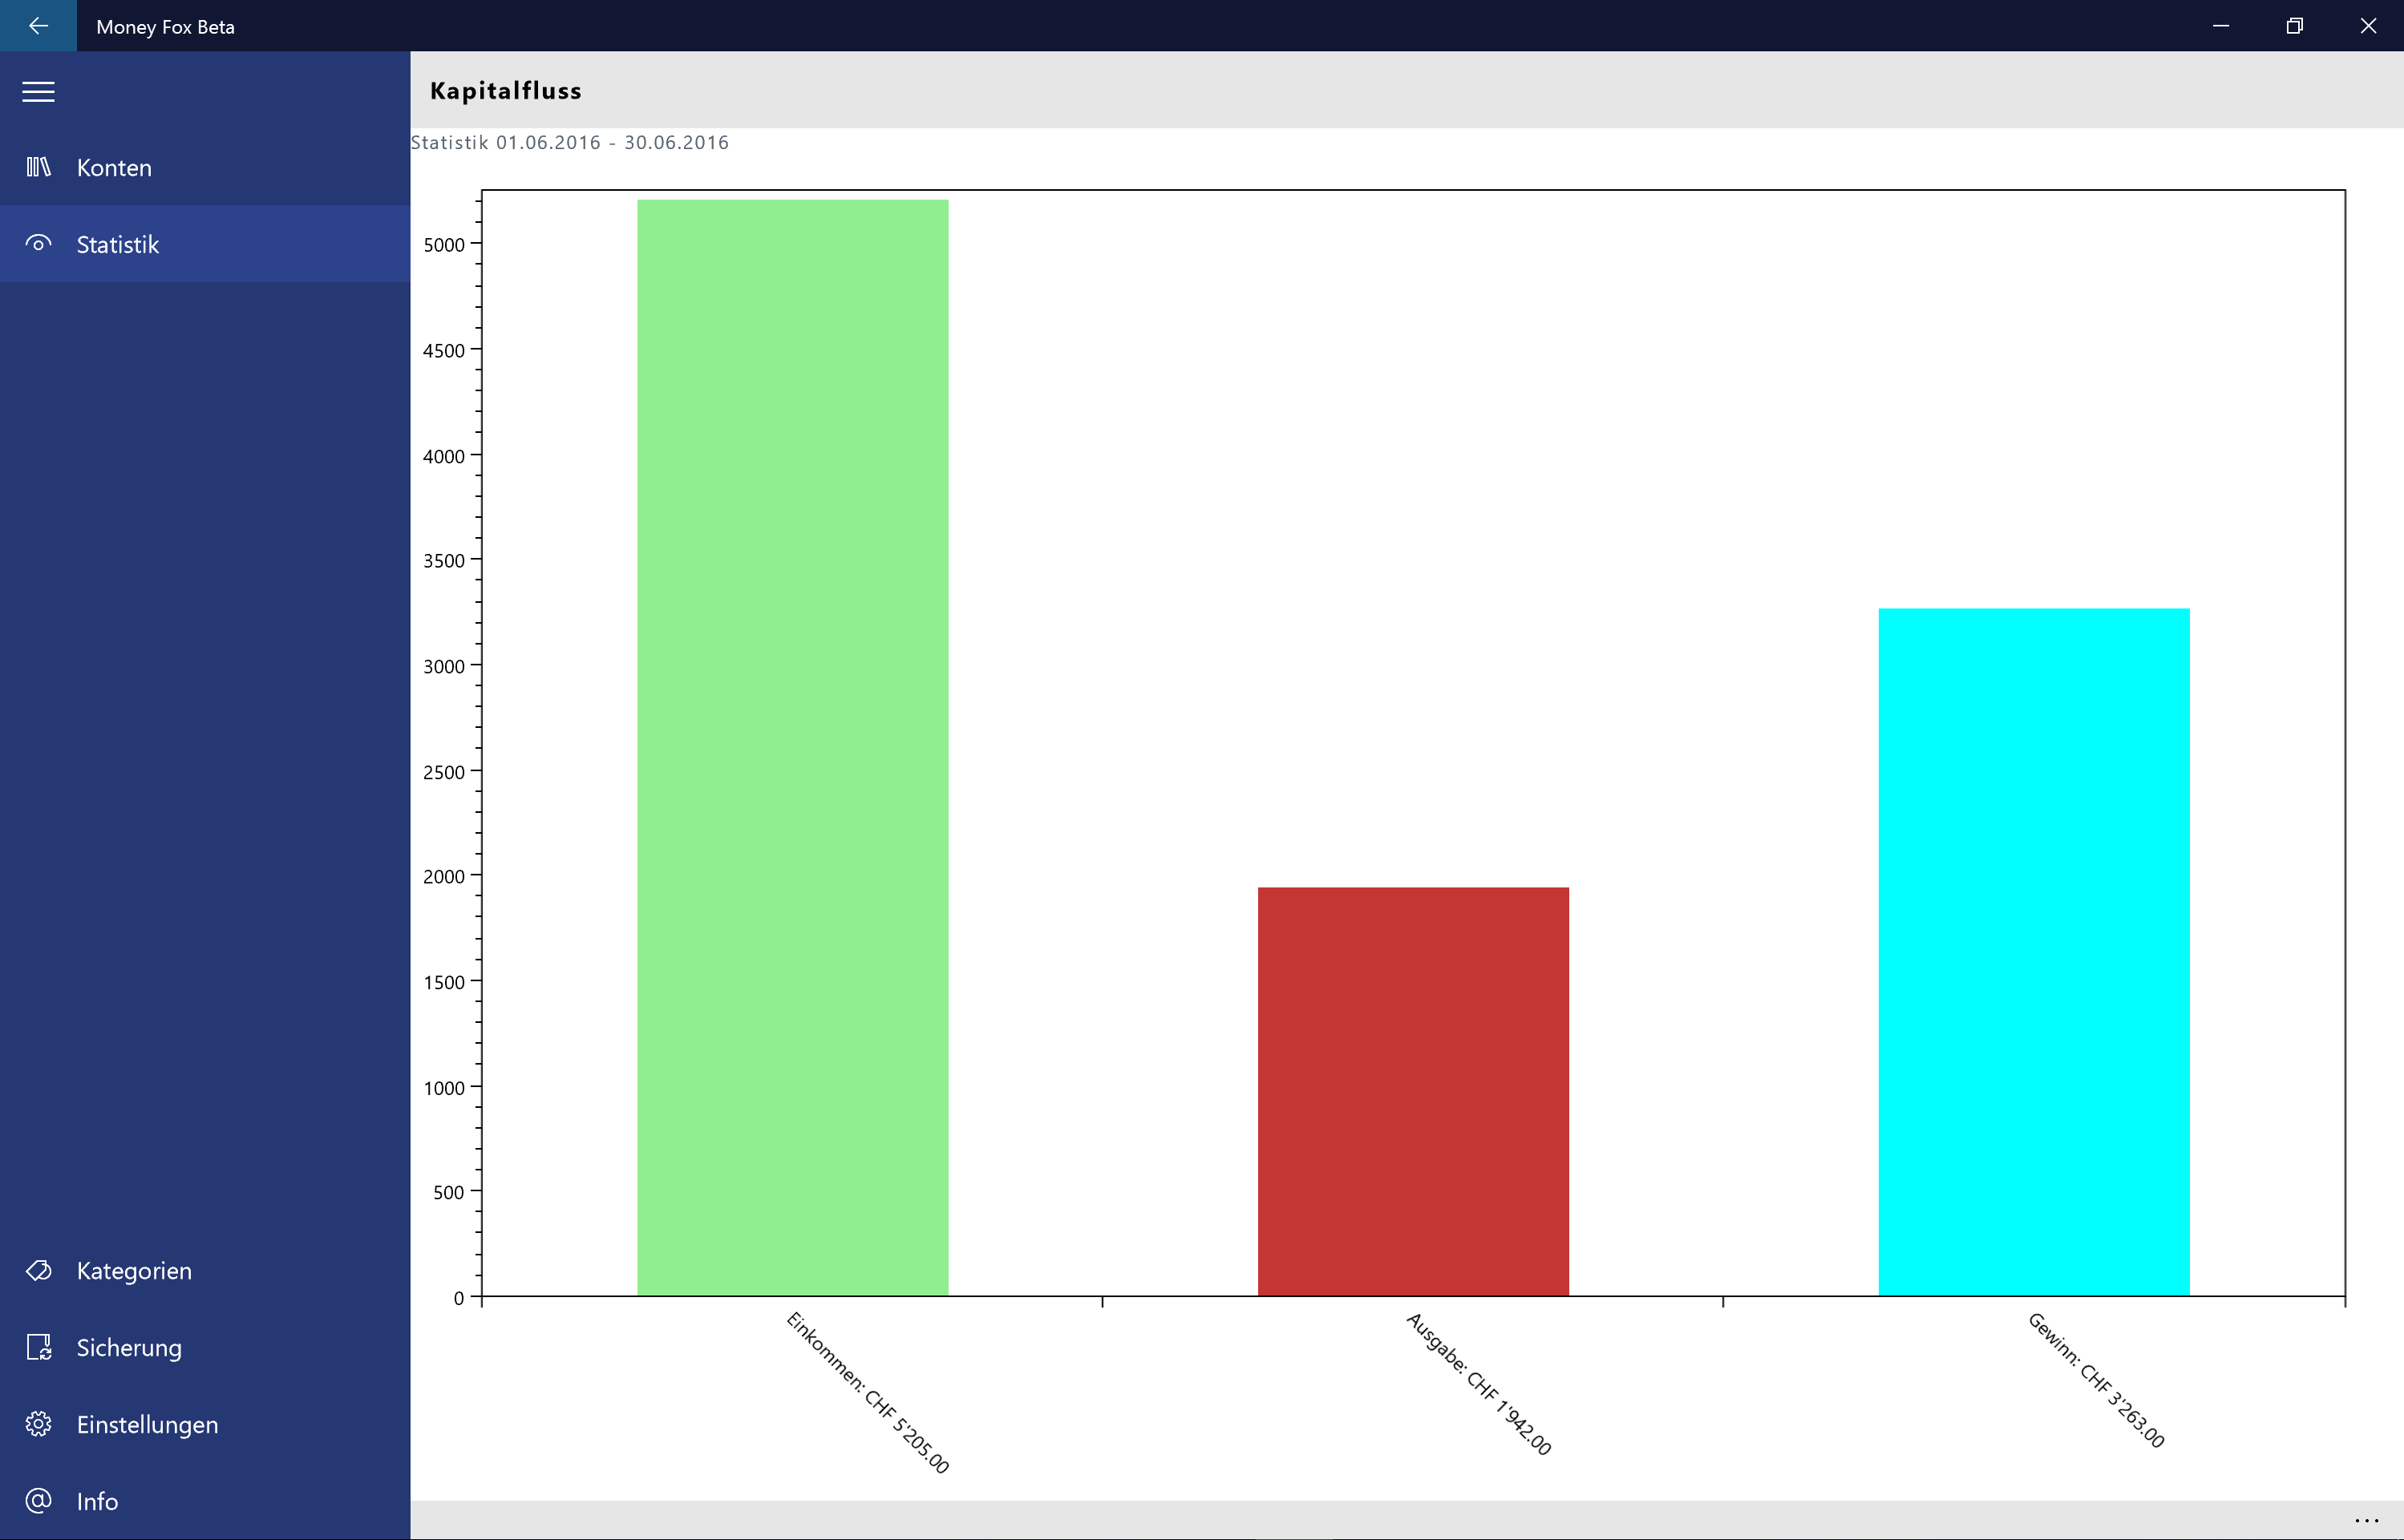 Money Fox Beta
Kapitalfluss
Konten
Statistik
Kategorien
Sicherung
Einstellungen
Info
Statistik 01.06.2016 - 30.06.2016
5000
4500
4000
3500
3000
2500
2000
1500
1000
500
0
Einkommen: CHF 5'205.00
Ausgabe: CHF 1'942.00
Gewinn: CHF 3'263.00